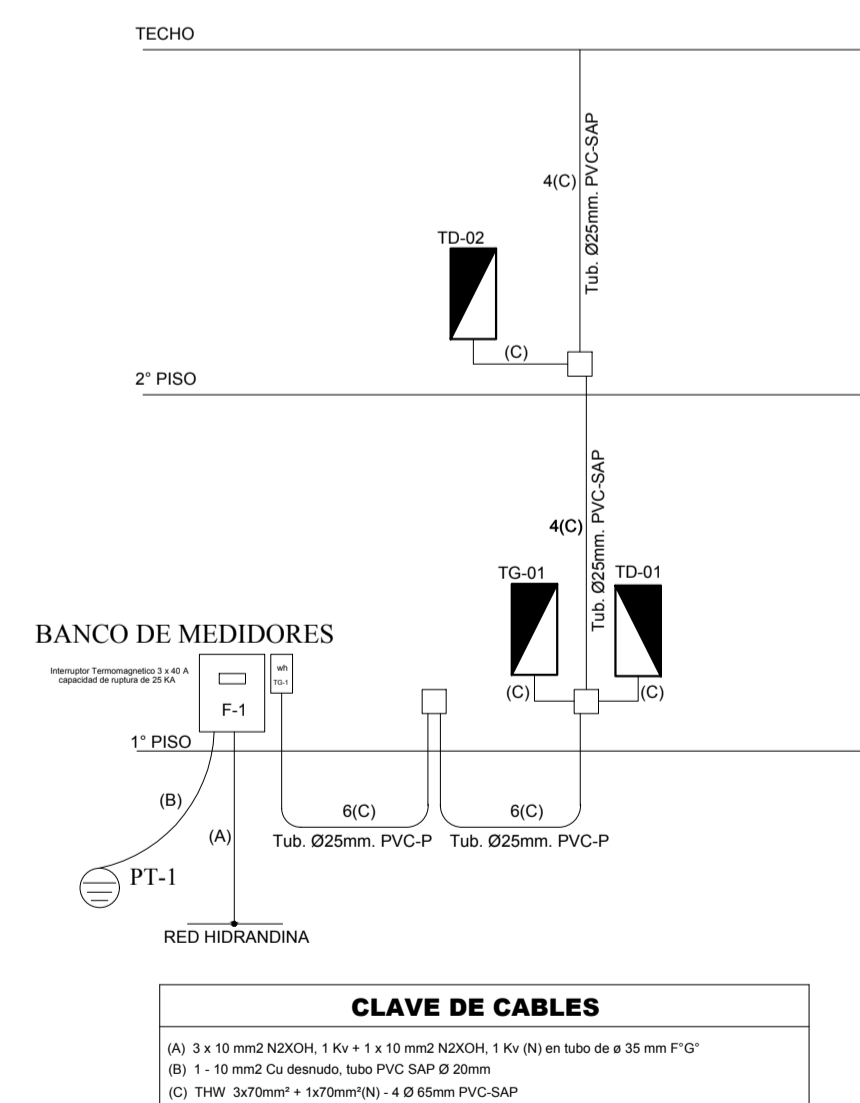 TECHO
4(C)
Tub. Ø25mm. PVC-SAP
TD-02
(C)
2° PISO
4(C)
Tub. Ø25mm. PVC-SAP
TG-01
TD-01
BANCO DE MEDIDORES
Interruptor Termomagnetico 3 x 40 A
capacidad de ruptura de 25 KA
wh
TG-1
F-1
(C)
(C)
1° PISO
(B)
(A)
6(C)
6(C)
Tub. Ø25mm. PVC-P
Tub. Ø25mm. PVC-P
PT-1
RED HIDRANDINA
CLAVE DE CABLES
(A) 3 x 10 mm2 N2XOH, 1 Kv + 1 x 10 mm2 N2XOH, 1 Kv (N) en tubo de ø 35 mm F°G°
(B) 1 - 10 mm2 Cu desnudo, tubo PVC SAP Ø 20mm
(C) THW 3x70mm² + 1x70mm²(N) - 4 Ø 65mm PVC-SAP